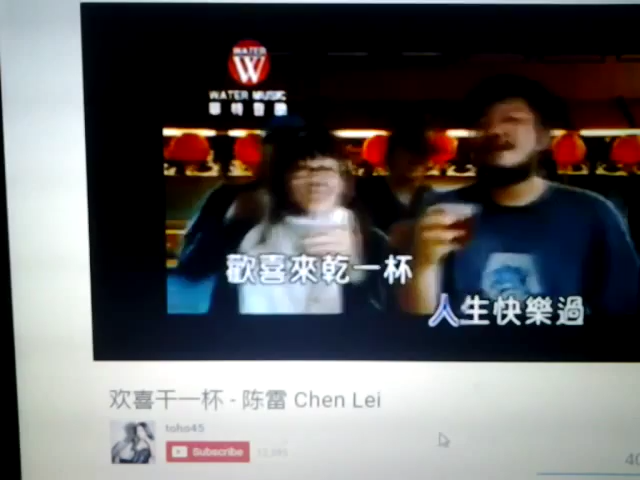 WATER
W
WATER MUSIC
華特音樂
歡喜來乾一杯
人生快樂過
欢喜干一杯 - 陈雷 Chen Lei
toho45
Subscribe
40